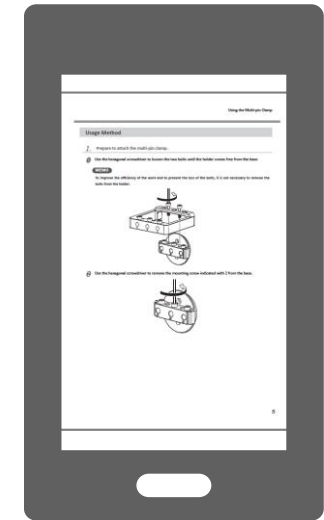 Using the Multi-pin Clamp
Usage Method
1. Prepare to attach the multi-pin clamp.
Use the hexagonal screwdriver to loosen the two bolts until the holder comes free from the base.
MEMO
To improve the efficiency of the work and to prevent the loss of the bolts, it is not necessary to remove the
bolts from the holder.
Use the hexagonal screwdriver to remove the mounting screw indicated with 2 from the base.